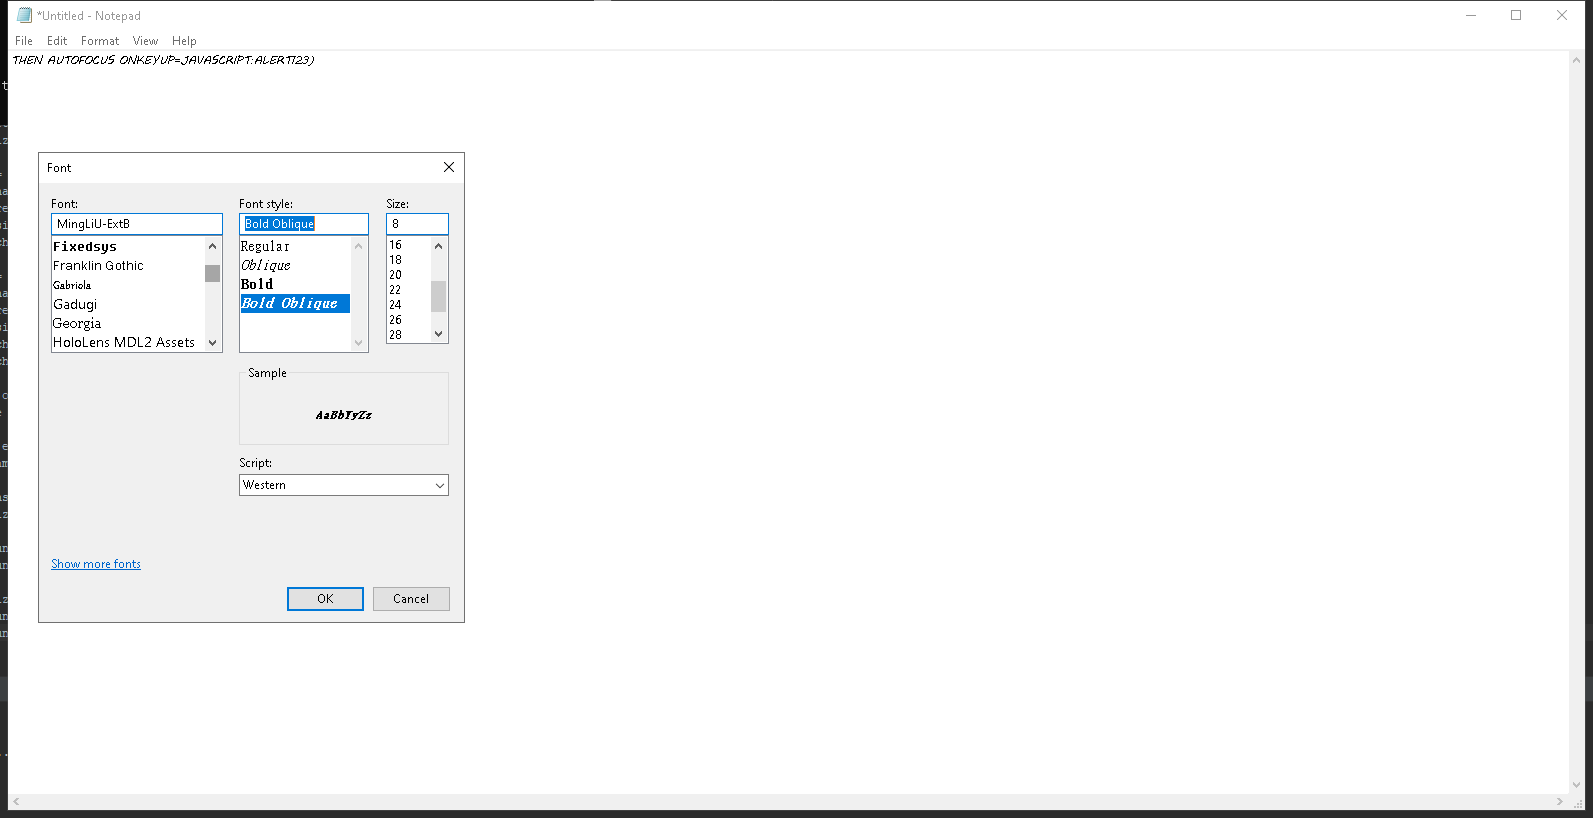 *Untitled - Notepad
File Edit Format View Help
THEN AUTOFOCUS ONKEYUP=JAVASCRIPT:ALERT(123)
Font
Font: Font style: Size:
MingLiU-ExtB Bold Oblique 8
Fixedsys Regular 16
Franklin Gothic Oblique 18
Gabriola Bold 20
Gadugi Bold Oblique 22
Georgia 24
HoloLens MDL2 Assets 26
28
Sample
AaBbYyZz
Script:
Western
Show more fonts
OK Cancel